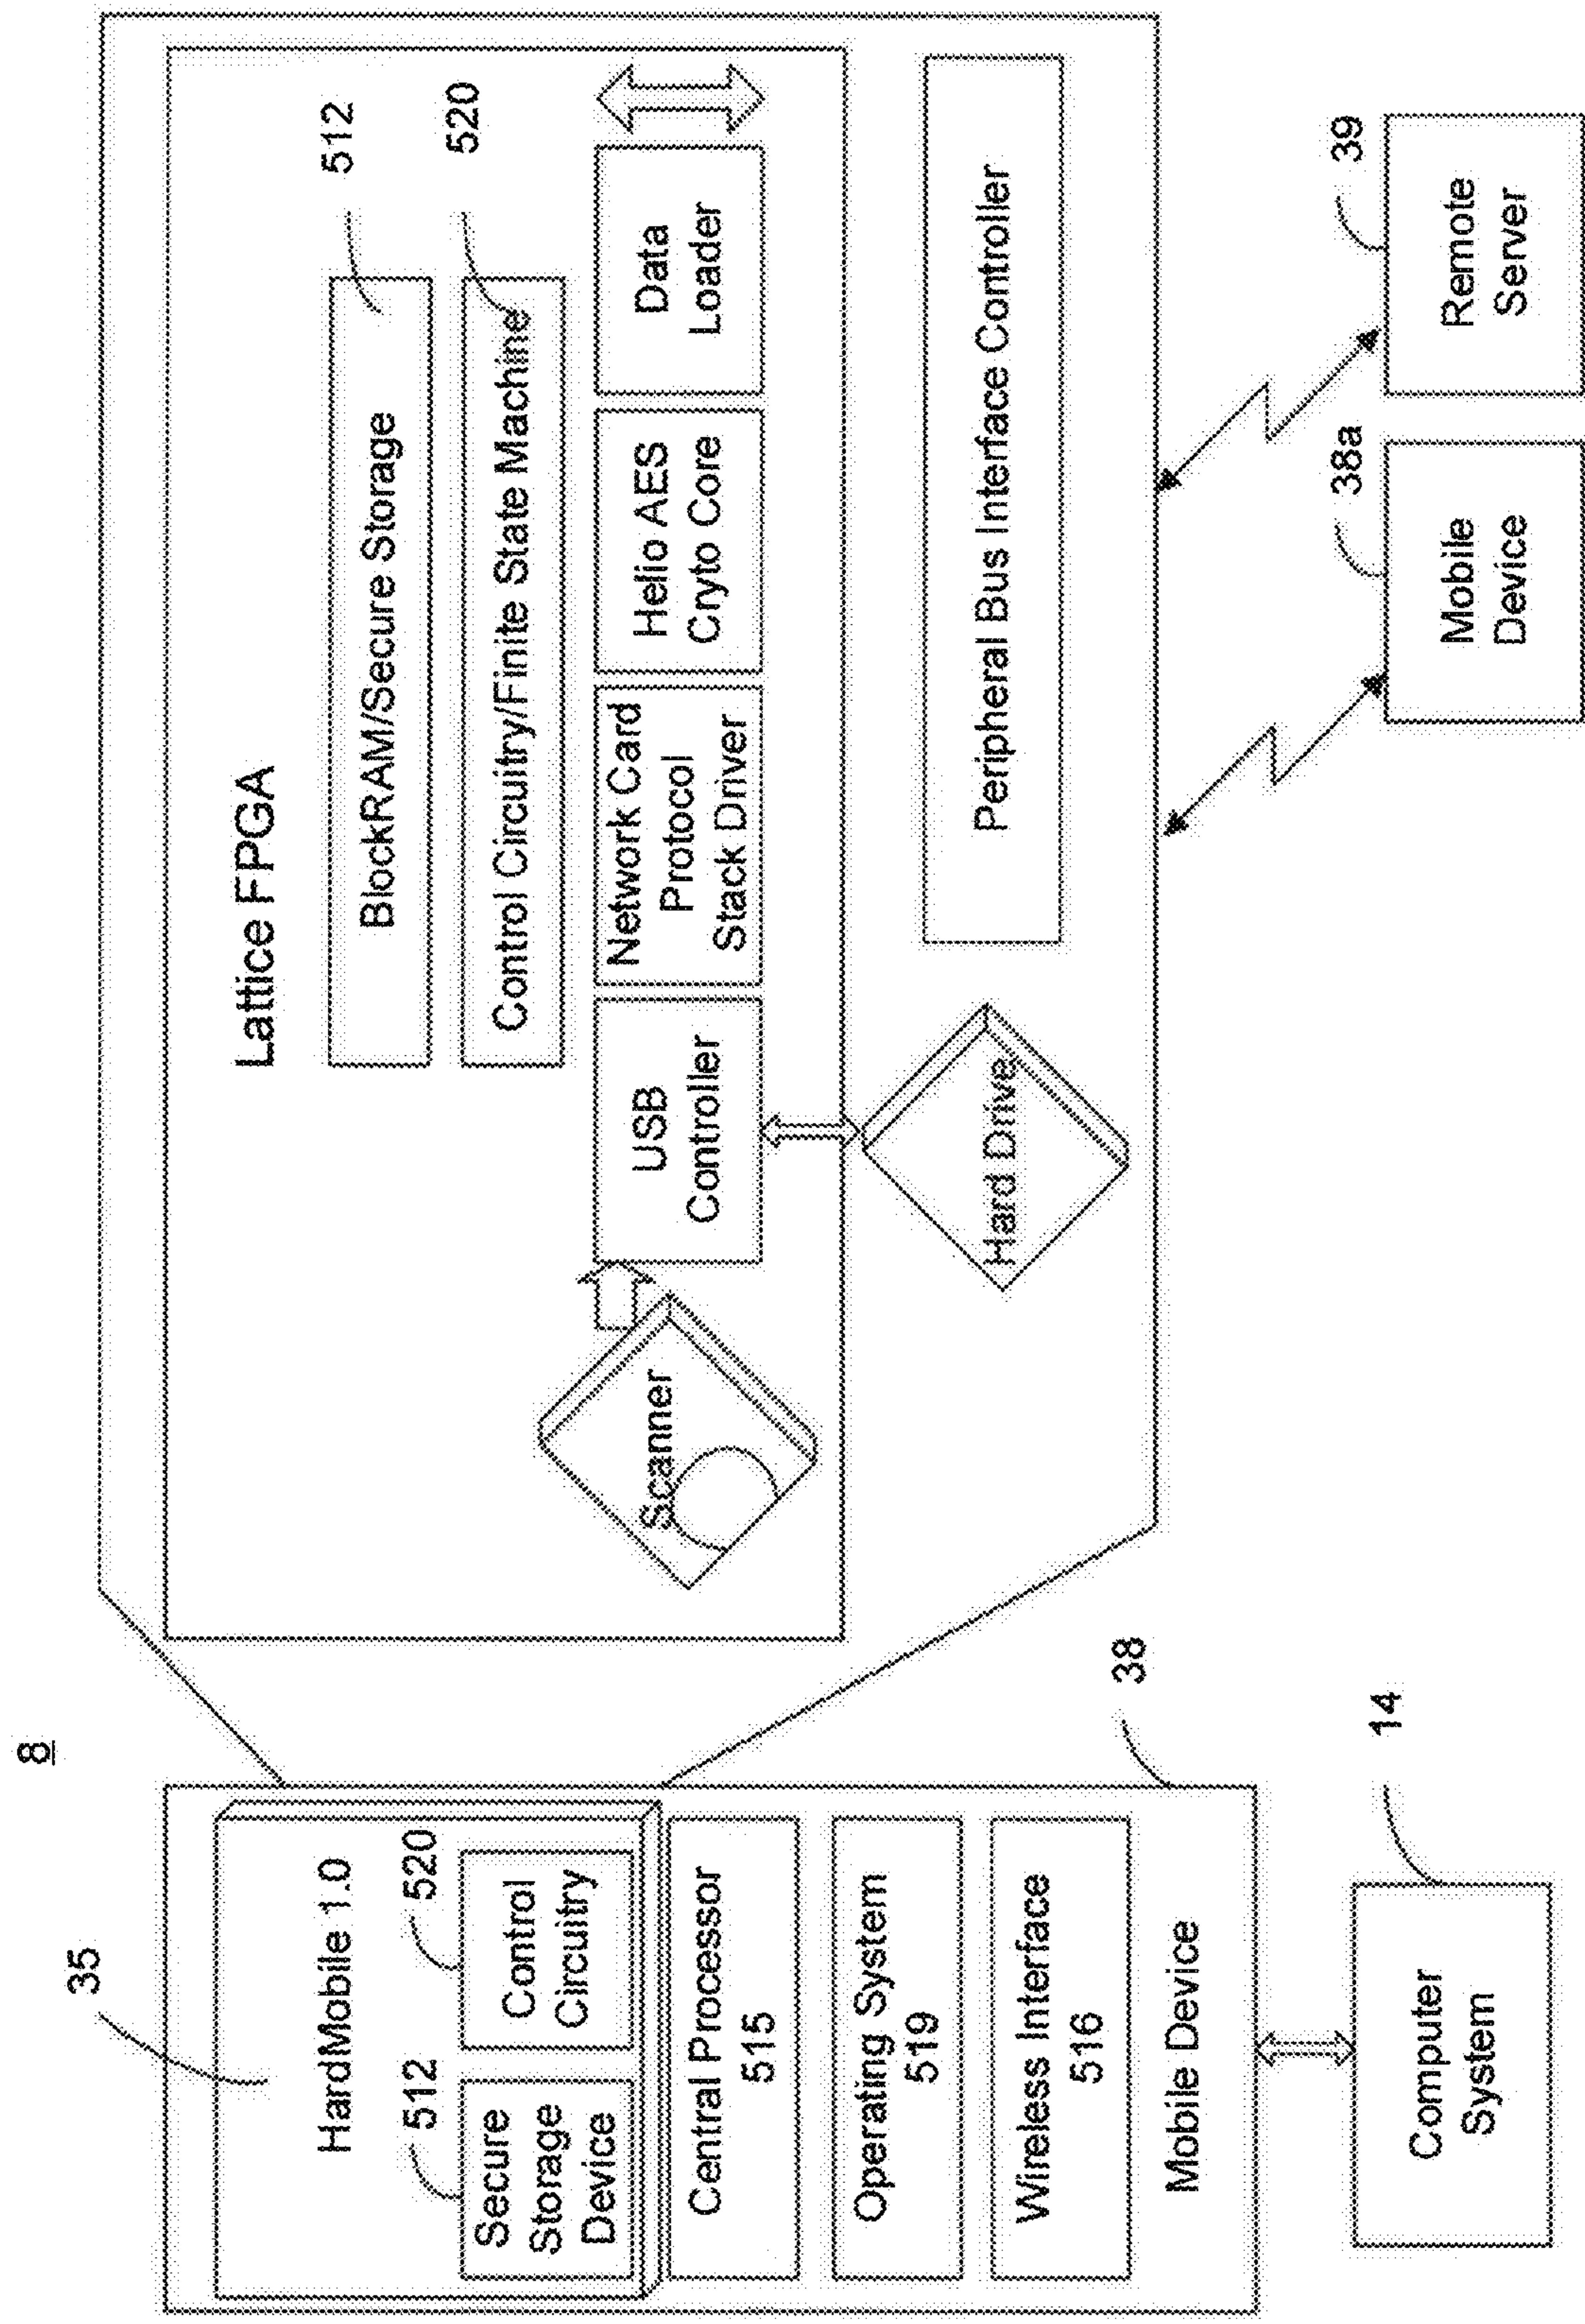 8
35
HardMobile 1.0
512
520
Secure
Storage
Device
Control
Circuitry
Central Processor
515
Operating System
519
Wireless Interface
516
Mobile Device
38
14
Computer
System
Lattice FPGA
512
BlockRAM/Secure Storage
520
Control Circuitry/Finite State Machine
Scanner
USB
Controller
Network Card
Protocol
Stack Driver
Helio AES
Cryto Core
Data
Loader
Hard Drive
Peripheral Bus Interface Controller
38a
Mobile
Device
39
Remote
Server